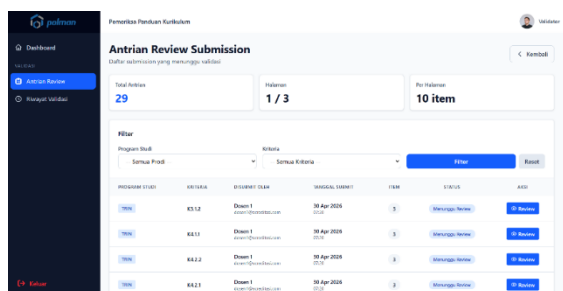 polman
Pemeriksa Panduan Kurikulum
Validator
Dashboard
VALIDASI
Antrian Review
Riwayat Validasi
Keluar
Antrian Review Submission
Daftar submission yang menunggu validasi
Kembali
Total Antrian
29
Halaman
1 / 3
Per Halaman
10 item
Filter
Program Studi
Semua Prodi
Kriteria
Semua Kriteria
Filter
Reset
PROGRAM STUDI KRITERIA DISUBMIT OLEH TANGGAL SUBMIT ITEM STATUS AKSI
K3.1.2 Dosen 1 30 Apr 2026 3 Menunggu Review Review
K4.1.1 Dosen 1 30 Apr 2026 3 Menunggu Review Review
K4.2.2 Dosen 1 30 Apr 2026 3 Menunggu Review Review
K4.2.1 Dosen 1 30 Apr 2026 3 Menunggu Review Review